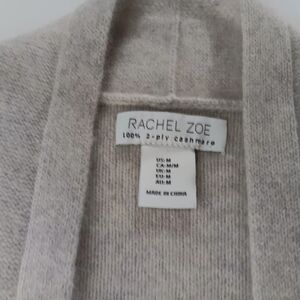 RACHEL ZOE
100% 2-ply cashmere
US-M
CA-M/M
UK-M
EU-M
AU-M
MADE IN CHINA